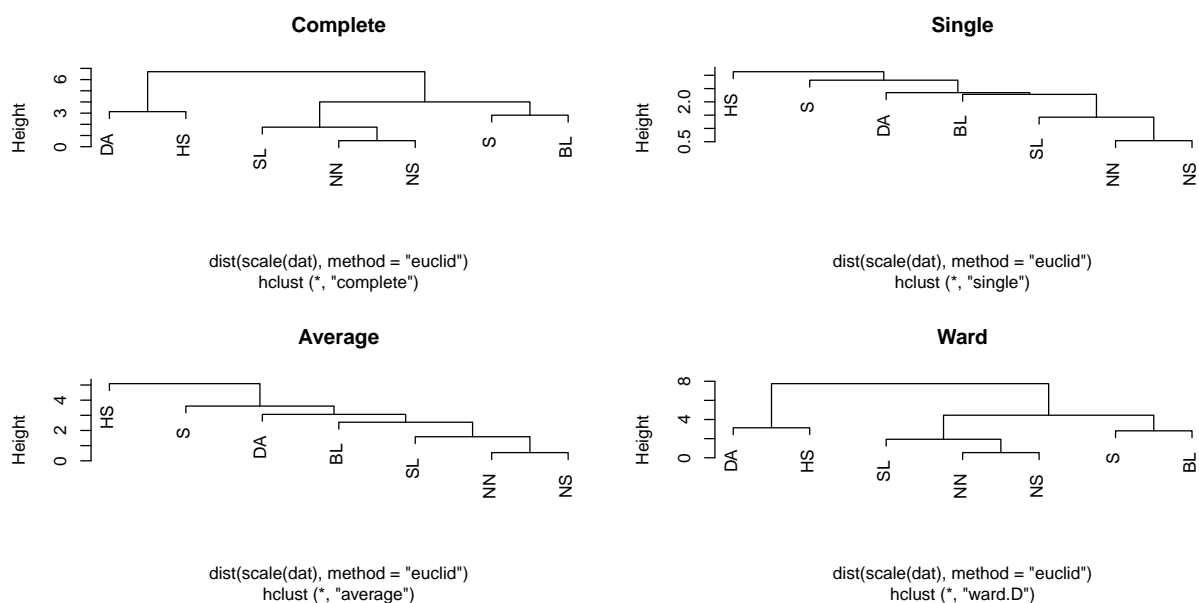 Complete
Height
0 3 6
DA HS SL NN NS S BL
dist(scale(dat), method = "euclid")
hclust (*, "complete")
Single
Height
0.5 2.0
HS S DA BL SL NN NS
dist(scale(dat), method = "euclid")
hclust (*, "single")
Average
Height
0 2 4
HS S DA BL SL NN NS
dist(scale(dat), method = "euclid")
hclust (*, "average")
Ward
Height
0 4 8
DA HS SL NN NS S BL
dist(scale(dat), method = "euclid")
hclust (*, "ward.D")